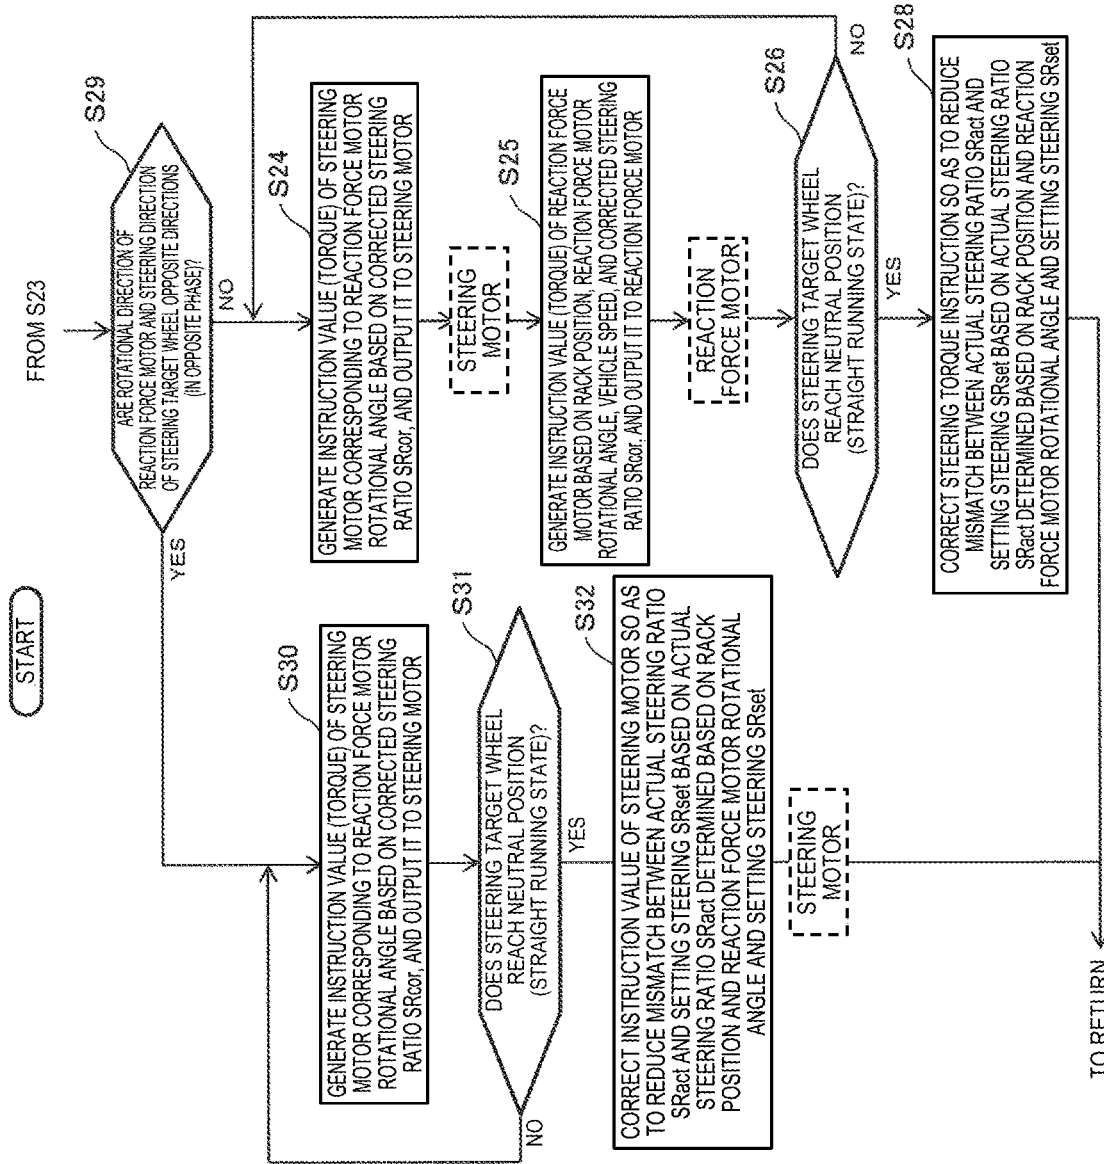 START
FROM S23
S29
ARE ROTATIONAL DIRECTION OF
REACTION FORCE MOTOR AND STEERING DIRECTION
OF STEERING TARGET WHEEL OPPOSITE DIRECTIONS
(IN OPPOSITE PHASE)?
YES
NO
S30
GENERATE INSTRUCTION VALUE (TORQUE) OF STEERING
MOTOR CORRESPONDING TO REACTION FORCE MOTOR
ROTATIONAL ANGLE BASED ON CORRECTED STEERING
RATIO SRcor, AND OUTPUT IT TO STEERING MOTOR
S31
DOES STEERING TARGET WHEEL
REACH NEUTRAL POSITION
(STRAIGHT RUNNING STATE)?
NO
YES
S32
CORRECT INSTRUCTION VALUE OF STEERING MOTOR SO AS
TO REDUCE MISMATCH BETWEEN ACTUAL STEERING RATIO
SRact AND SETTING STEERING SRset BASED ON ACTUAL
STEERING RATIO SRact DETERMINED BASED ON RACK
POSITION AND REACTION FORCE MOTOR ROTATIONAL
ANGLE AND SETTING STEERING SRset
STEERING
MOTOR
S24
GENERATE INSTRUCTION VALUE (TORQUE) OF STEERING
MOTOR CORRESPONDING TO REACTION FORCE MOTOR
ROTATIONAL ANGLE BASED ON CORRECTED STEERING
RATIO SRcor, AND OUTPUT IT TO STEERING MOTOR
STEERING
MOTOR
S25
GENERATE INSTRUCTION VALUE (TORQUE) OF REACTION FORCE
MOTOR BASED ON RACK POSITION, REACTION FORCE MOTOR
ROTATIONAL ANGLE, VEHICLE SPEED, AND CORRECTED STEERING
RATIO SRcor, AND OUTPUT IT TO REACTION FORCE MOTOR
REACTION
FORCE MOTOR
S26
DOES STEERING TARGET WHEEL
REACH NEUTRAL POSITION
(STRAIGHT RUNNING STATE)?
NO
YES
S28
CORRECT STEERING TORQUE INSTRUCTION SO AS TO REDUCE
MISMATCH BETWEEN ACTUAL STEERING RATIO SRact AND
SETTING STEERING SRset BASED ON ACTUAL STEERING RATIO
SRact DETERMINED BASED ON RACK POSITION AND REACTION
FORCE MOTOR ROTATIONAL ANGLE AND SETTING STEERING SRset
TO RETURN